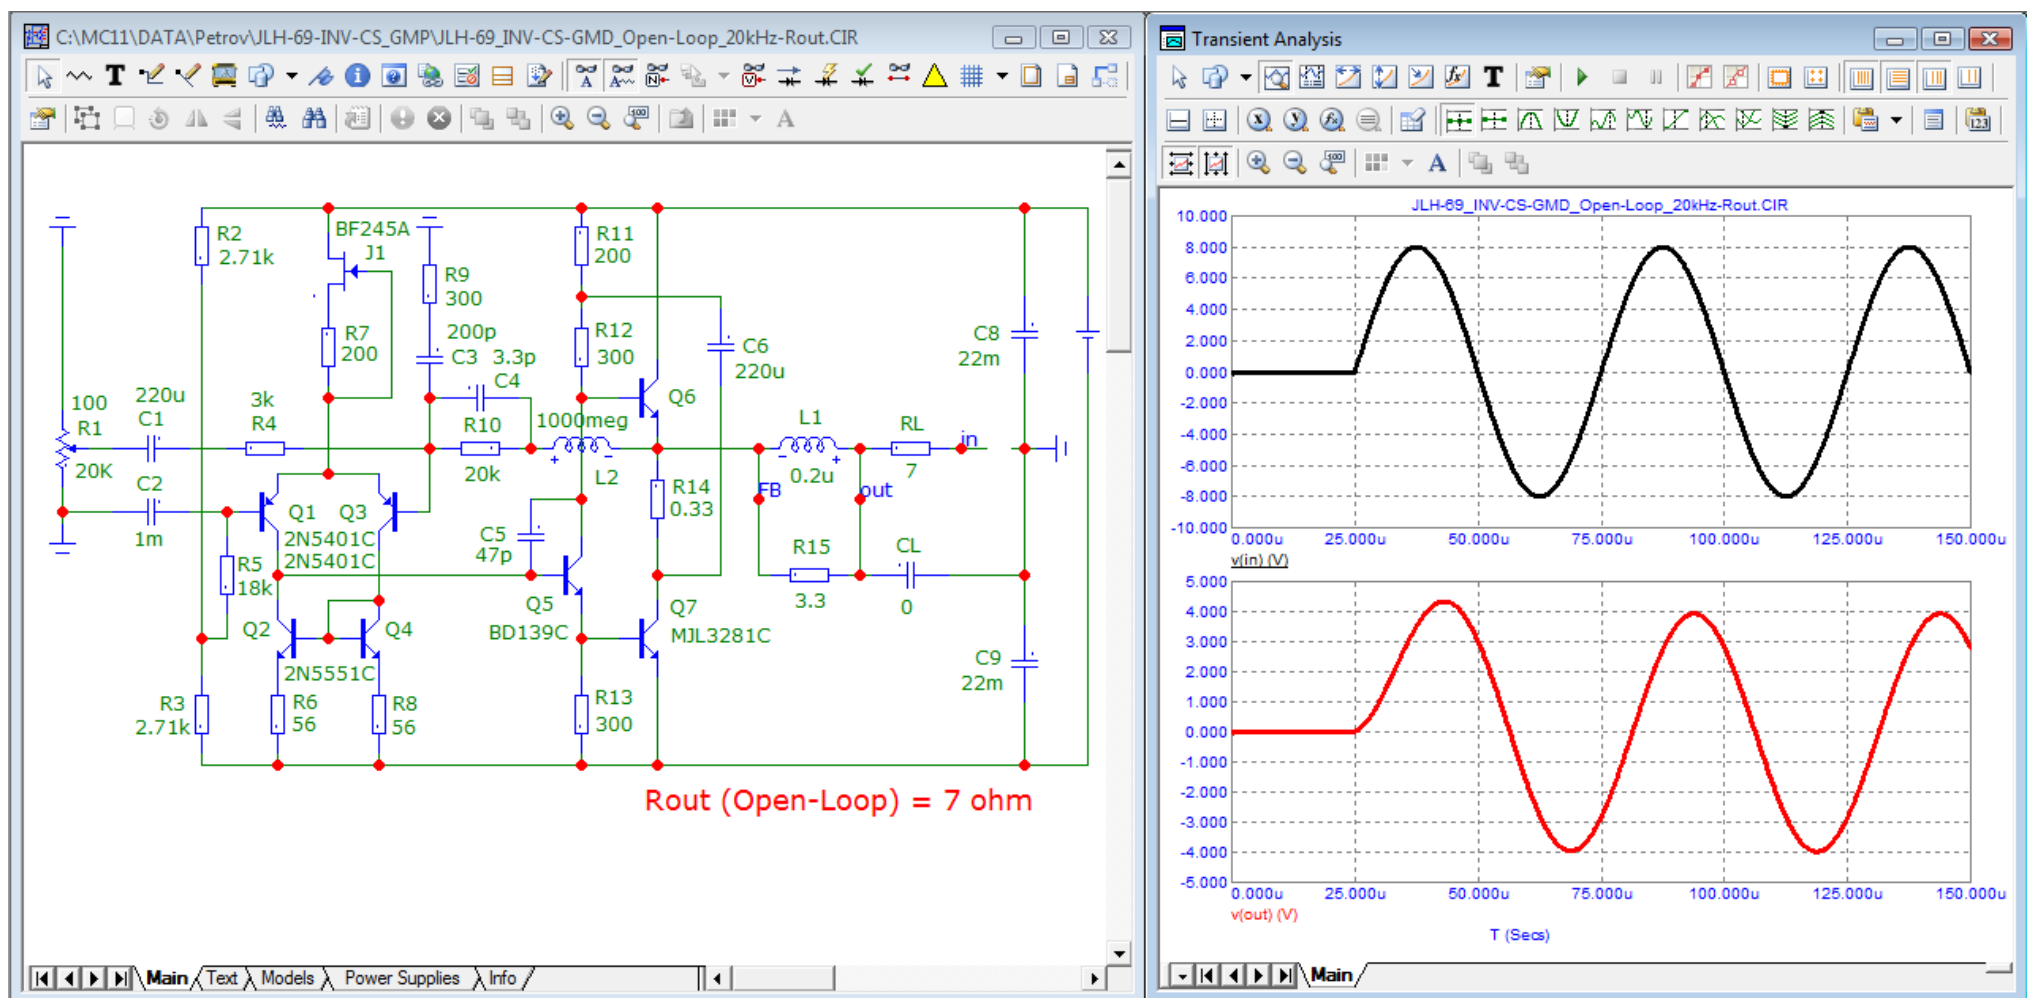 C:\MC11\DATA\Petrov\JLH-69-INV-CS_GMP\JLH-69_INV-CS-GMD_Open-Loop_20kHz-Rout.CIR
R2
2.71k
BF245A
J1
R9
300
R11
200
R7
200
200p
C3
3.3p
C4
R12
300
C6
220u
C8
22m
100
R1
20K
220u
C1
3k
R4
R10
20k
1000meg
L2
Q6
L1
0.2u
RL
7
in
C2
1m
Q1
Q3
2N5401C
2N5401C
R5
18k
C5
47p
R14
0.33
FB
out
R15
3.3
CL
0
Q2
Q4
2N5551C
Q5
BD139C
Q7
MJL3281C
C9
22m
R3
2.71k
R6
56
R8
56
R13
300
Rout (Open-Loop) = 7 ohm
Main
Text
Models
Power Supplies
Info
Transient Analysis
JLH-69_INV-CS-GMD_Open-Loop_20kHz-Rout.CIR
10.000
8.000
6.000
4.000
2.000
0.000
-2.000
-4.000
-6.000
-8.000
-10.000
0.000u 25.000u 50.000u 75.000u 100.000u 125.000u 150.000u
v(in) (V)
5.000
4.000
3.000
2.000
1.000
0.000
-1.000
-2.000
-3.000
-4.000
-5.000
0.000u 25.000u 50.000u 75.000u 100.000u 125.000u 150.000u
v(out) (V)
T (Secs)
Main